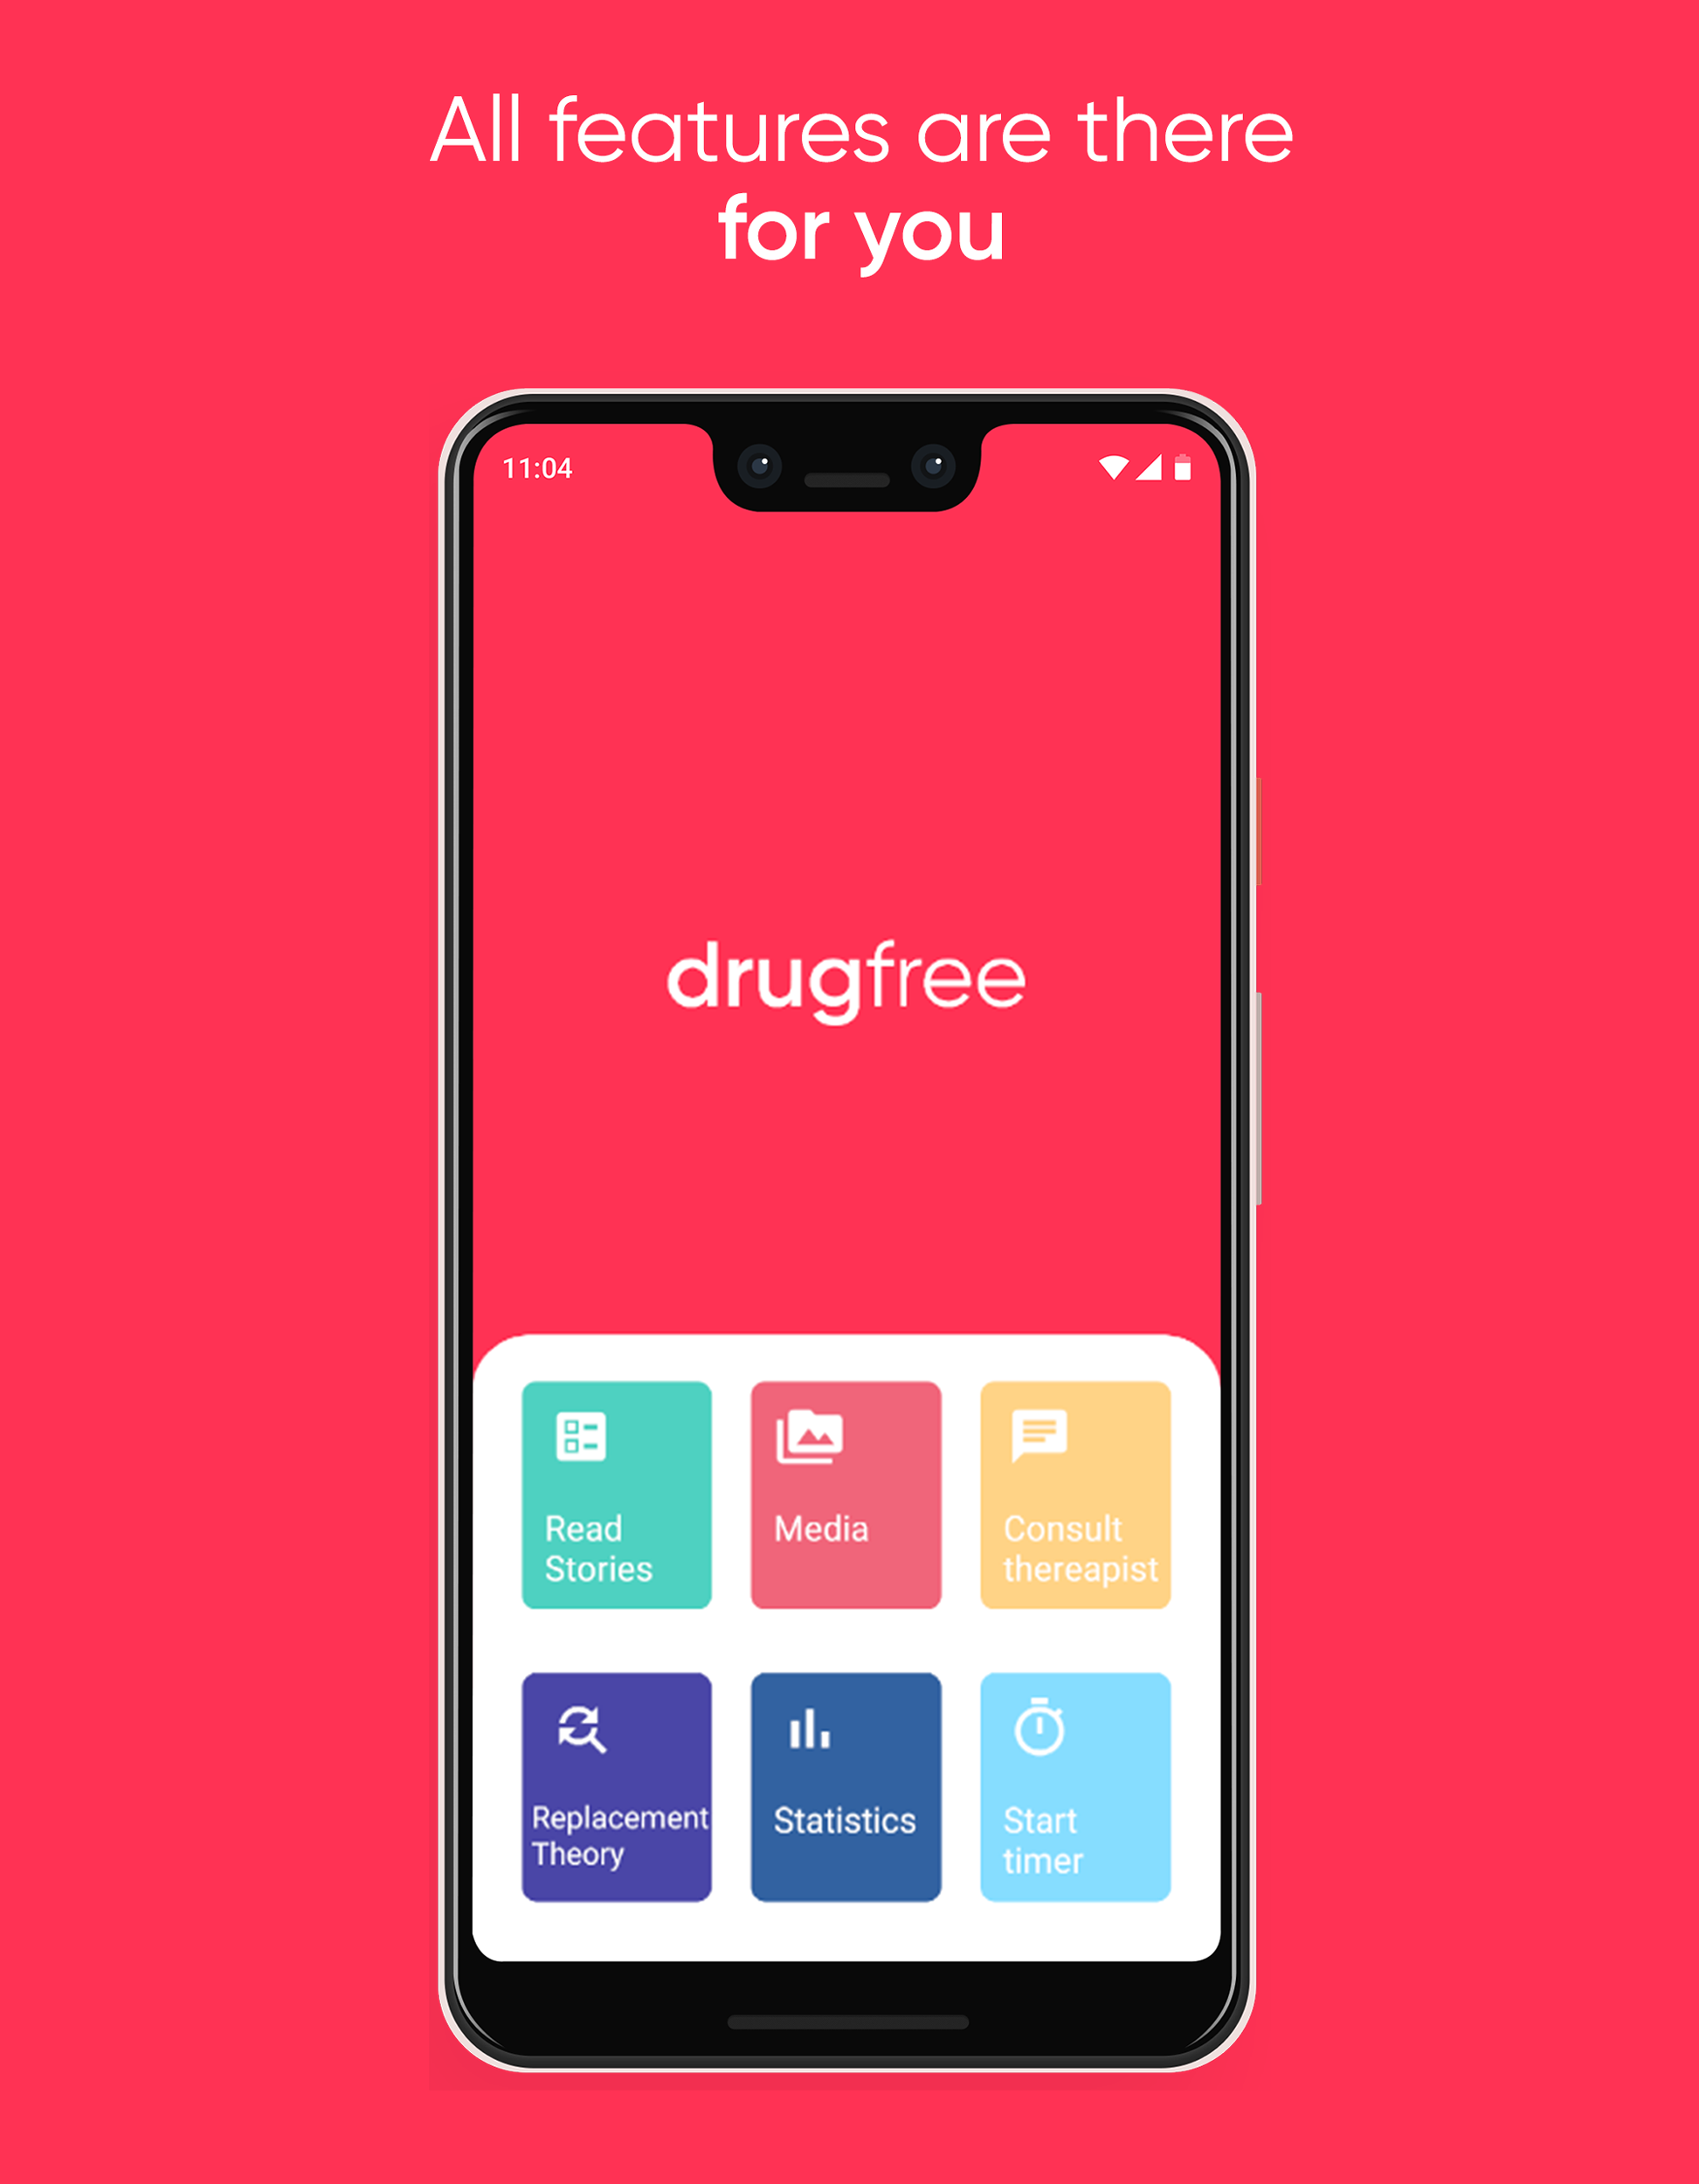 All features are there
for you
11:04
drugfree
Read
Stories
Media
Consult
thereapist
Replacement
Theory
Statistics
Start
timer